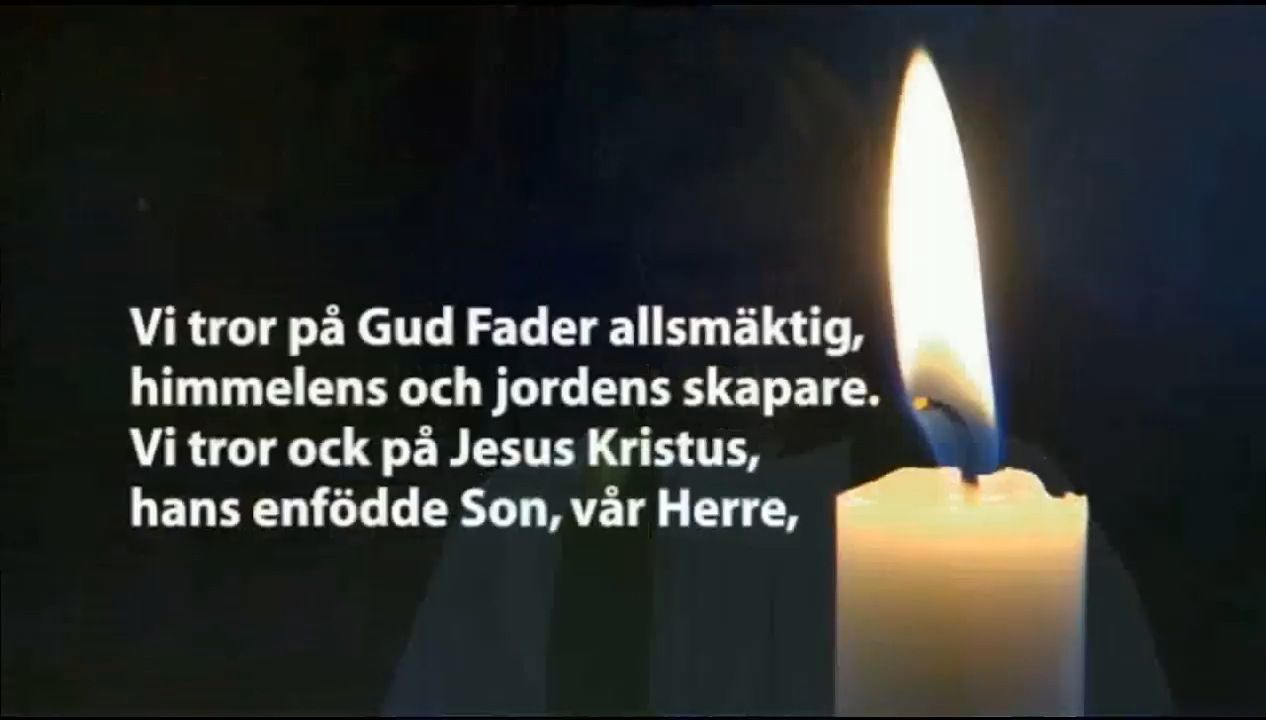 Vi tror på Gud Fader allsmäktig,
himmelens och jordens skapare.
Vi tror ock på Jesus Kristus,
hans enfödde Son, vår Herre,